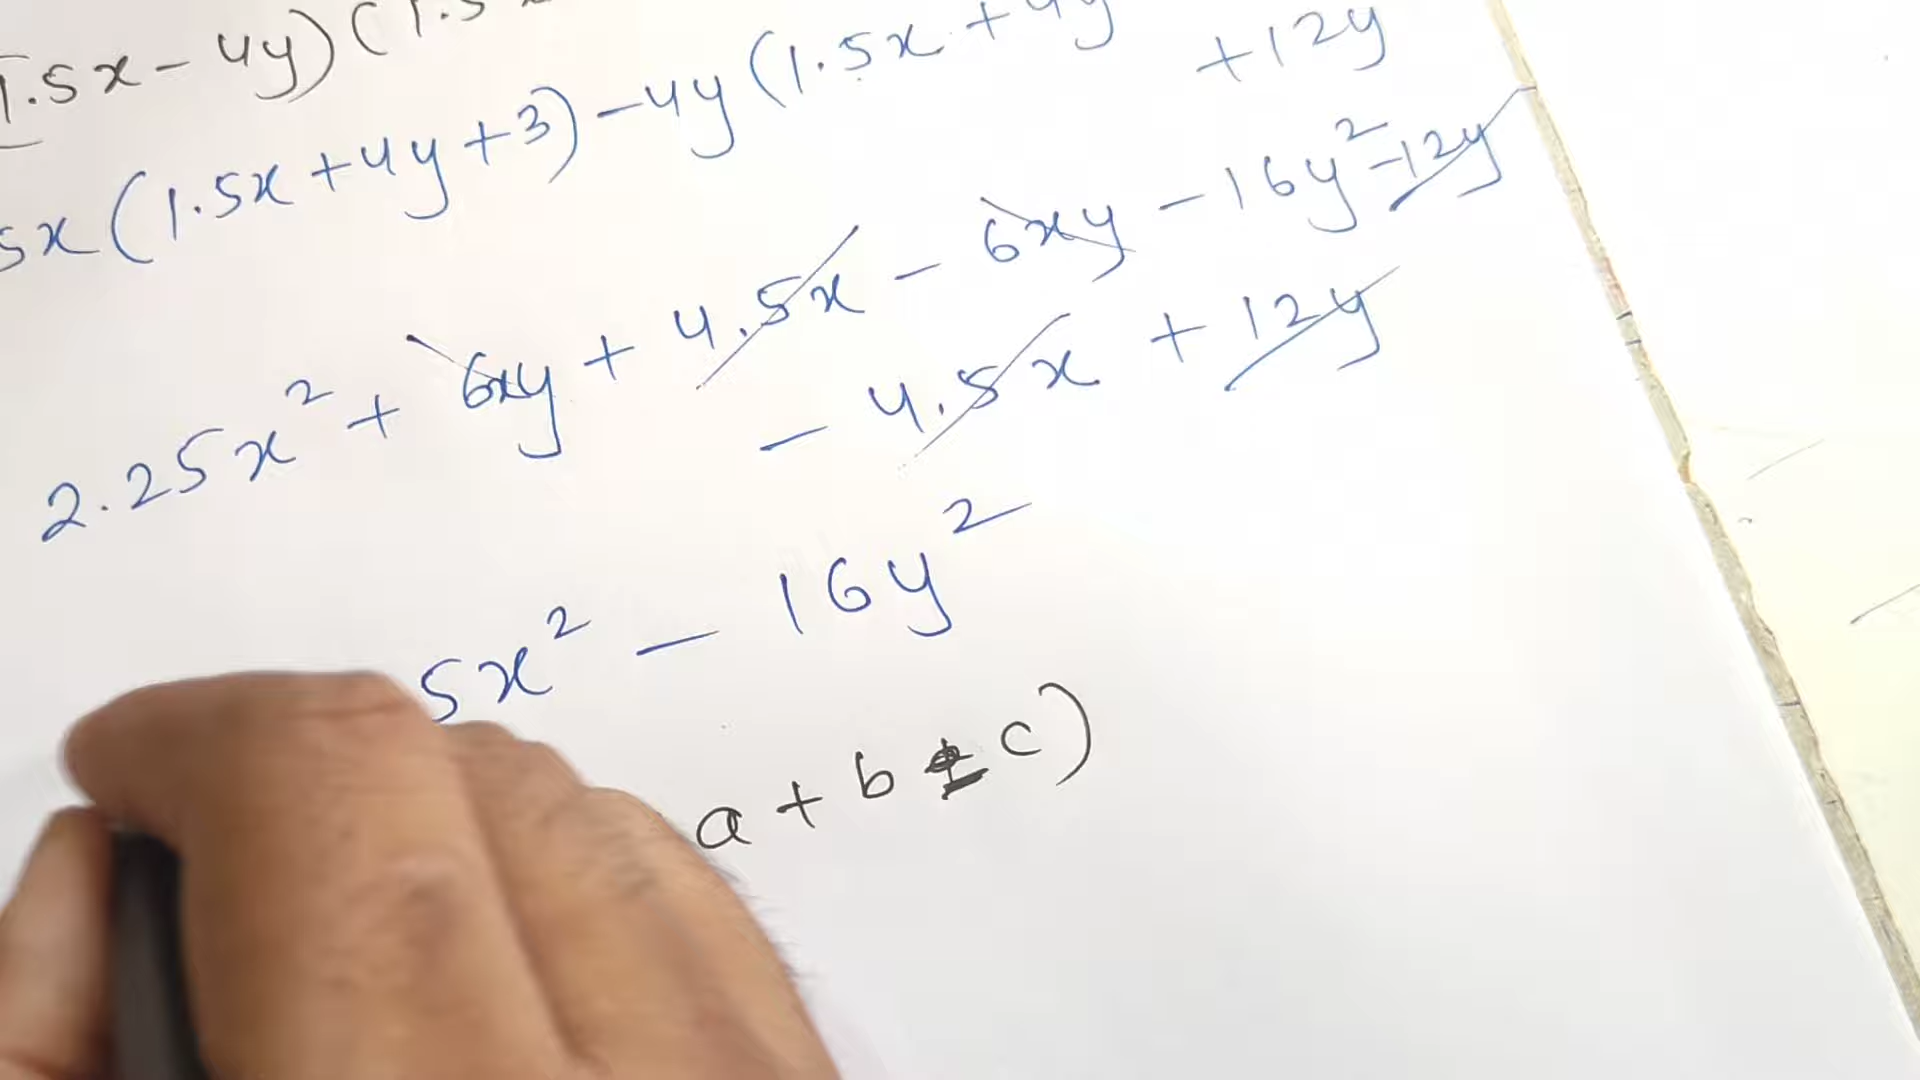 1.5x - 4y) (1.5
5x (1.5x + 4y + 3) - 4y (1.5x + 4y
+ 12y
2.25x² + 6xy + 4.5x - 6xy - 16y² - 12y
- 4.5x + 12y
5x² - 16y²
a + b - c)